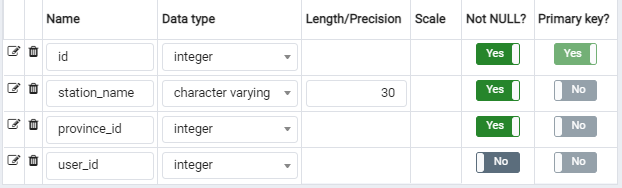 Name Data type Length/Precision Scale Not NULL? Primary key?
id integer Yes Yes
station_name character varying 30 Yes No
province_id integer Yes No
user_id integer No No